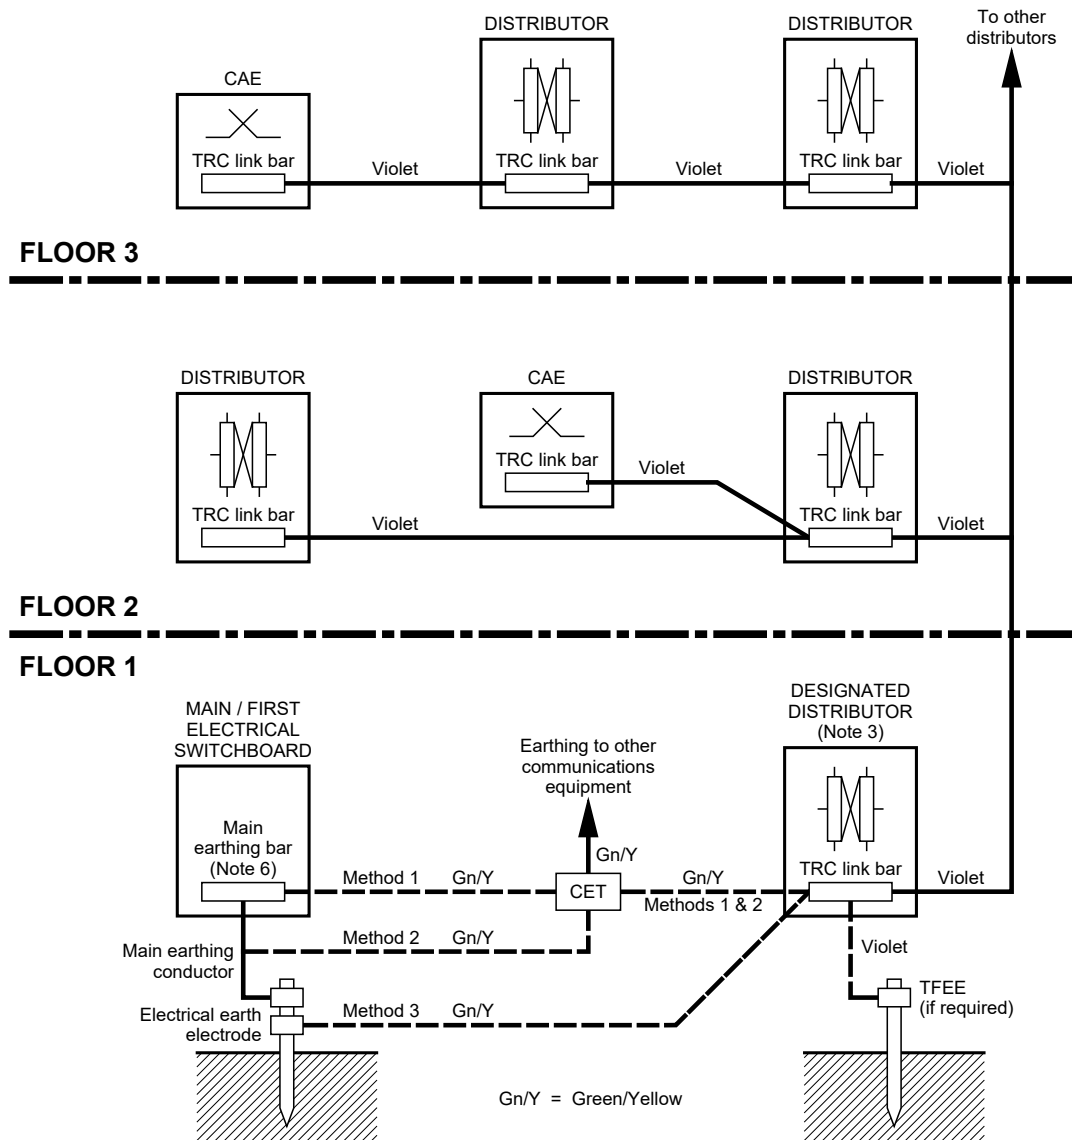 To other
distributors
DISTRIBUTOR
DISTRIBUTOR
CAE
TRC link bar
TRC link bar
TRC link bar
Violet
Violet
Violet
FLOOR 3
DISTRIBUTOR
CAE
DISTRIBUTOR
TRC link bar
Violet
TRC link bar
TRC link bar
Violet
Violet
FLOOR 2
FLOOR 1
MAIN / FIRST
ELECTRICAL
SWITCHBOARD
DESIGNATED
DISTRIBUTOR
(Note 3)
Earthing to other
communications
equipment
Main
earthing bar
(Note 6)
Gn/Y
TRC link bar
Method 1 Gn/Y
CET
Gn/Y
Methods 1 & 2
Violet
Main earthing
conductor
Method 2 Gn/Y
Violet
Electrical earth
electrode
Method 3 Gn/Y
TFEE
(if required)
Gn/Y = Green/Yellow